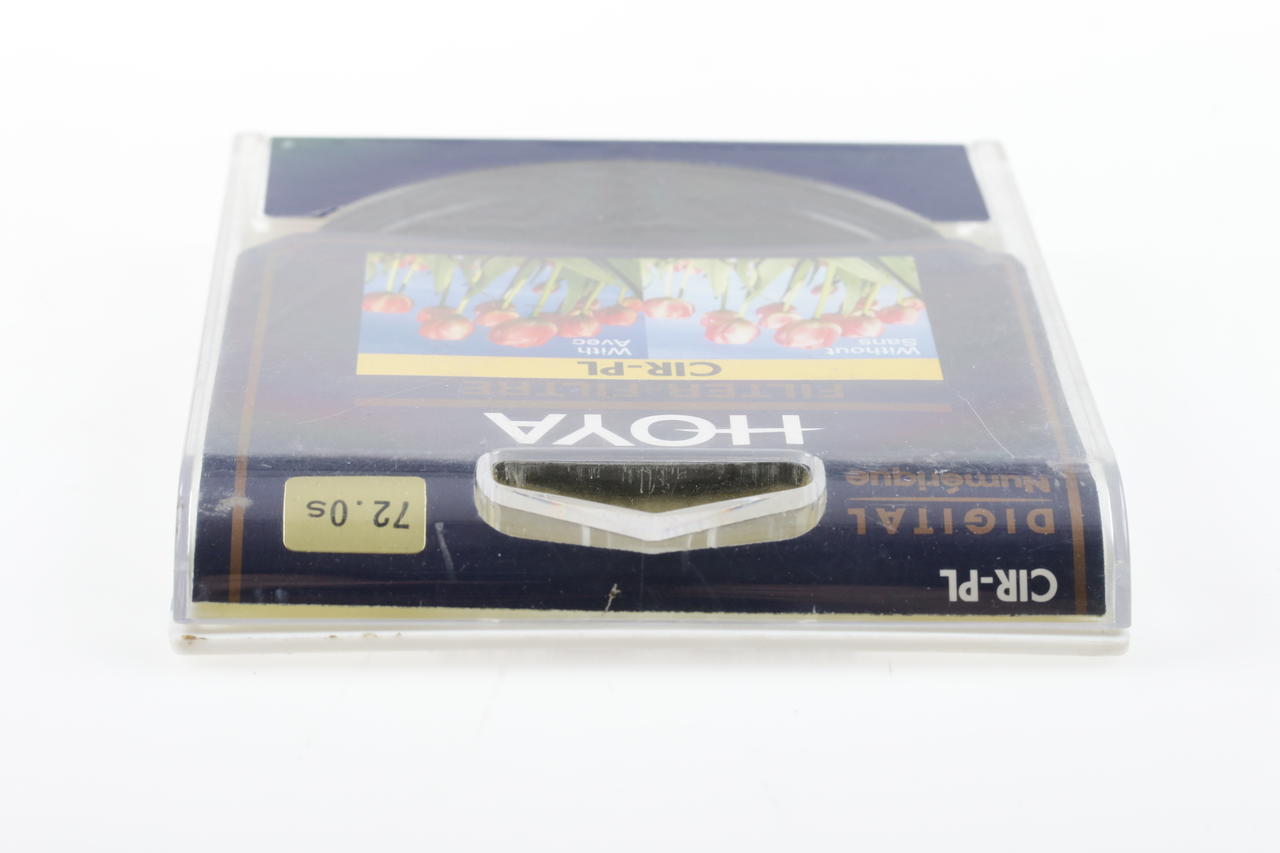 CIR-PL
DIGITAL
Numérique
72.0s
HOYA
FILTER FILTRE
CIR-PL
Without
Sans
With
Avec